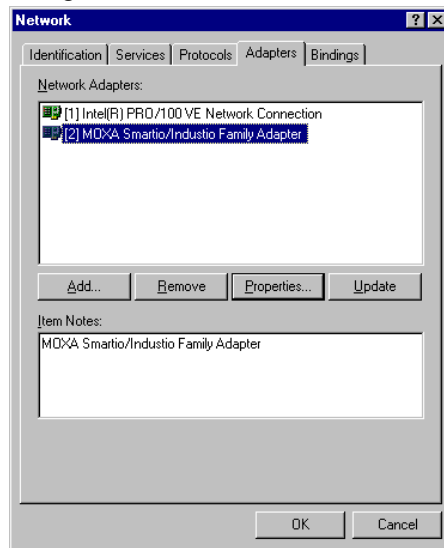 Network
Identification Services Protocols Adapters Bindings
Network Adapters:
[1] Intel(R) PRO/100 VE Network Connection
[2] MOXA Smartio/Industio Family Adapter
Add... Remove Properties... Update
Item Notes:
MOXA Smartio/Industio Family Adapter
OK Cancel